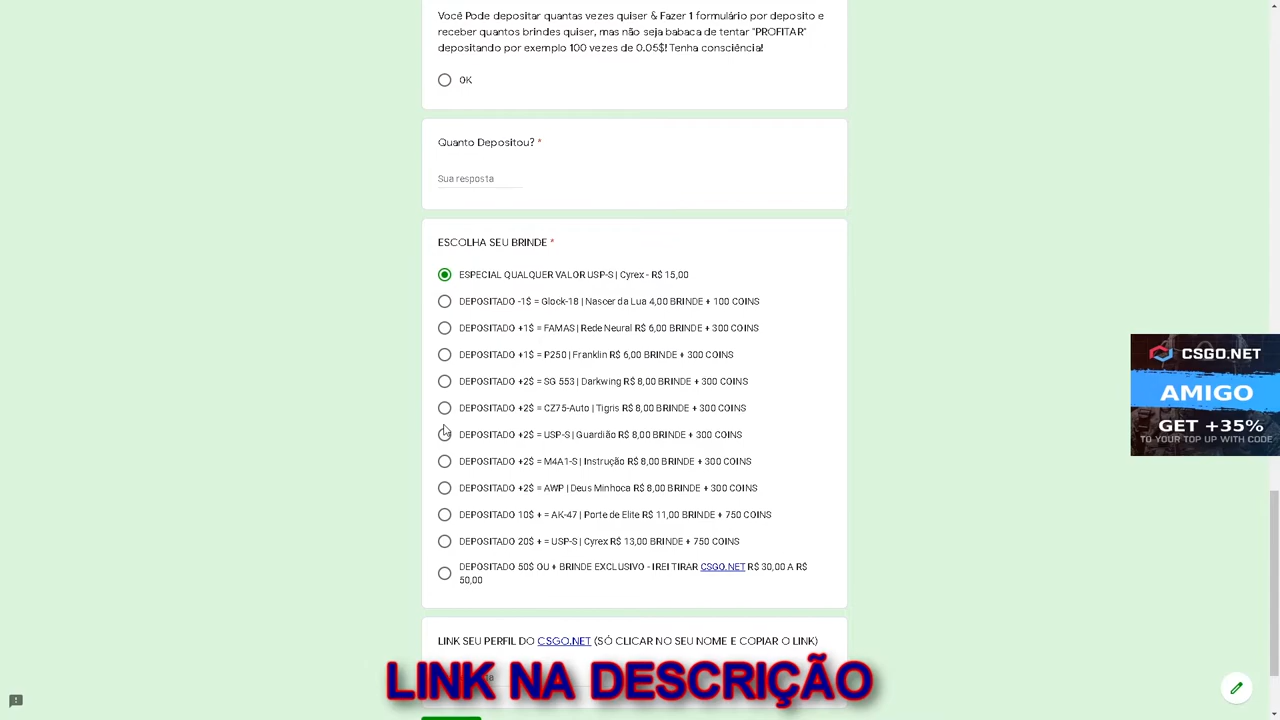 Você Pode depositar quantas vezes quiser & Fazer 1 formulário por deposito e
receber quantos brindes quiser, mas não seja babaca de tentar "PROFITAR"
depositando por exemplo 100 vezes de 0.05$! Tenha consciência!
OK
Quanto Depositou? *
Sua resposta
ESCOLHA SEU BRINDE *
ESPECIAL QUALQUER VALOR USP-S | Cyrex - R$ 15,00
DEPOSITADO -1$ = Glock-18 | Nascer da Lua 4,00 BRINDE + 100 COINS
DEPOSITADO +1$ = FAMAS | Rede Neural R$ 6,00 BRINDE + 300 COINS
DEPOSITADO +1$ = P250 | Franklin R$ 6,00 BRINDE + 300 COINS
DEPOSITADO +2$ = SG 553 | Darkwing R$ 8,00 BRINDE + 300 COINS
DEPOSITADO +2$ = CZ75-Auto | Tigris R$ 8,00 BRINDE + 300 COINS
DEPOSITADO +2$ = USP-S | Guardião R$ 8,00 BRINDE + 300 COINS
DEPOSITADO +2$ = M4A1-S | Instrução R$ 8,00 BRINDE + 300 COINS
DEPOSITADO +2$ = AWP | Deus Minhoca R$ 8,00 BRINDE + 300 COINS
DEPOSITADO 10$ + = AK-47 | Porte de Elite R$ 11,00 BRINDE + 750 COINS
DEPOSITADO 20$ + = USP-S | Cyrex R$ 13,00 BRINDE + 750 COINS
DEPOSITADO 50$ OU + BRINDE EXCLUSIVO - IREI TIRAR CSGO.NET R$ 30,00 A R$
50,00
LINK SEU PERFIL DO CSGO.NET (SÓ CLICAR NO SEU NOME E COPIAR O LINK)
LINK NA DESCRIÇÃO
CSGO.NET
AMIGO
GET +35%
TO YOUR TOP UP WITH CODE